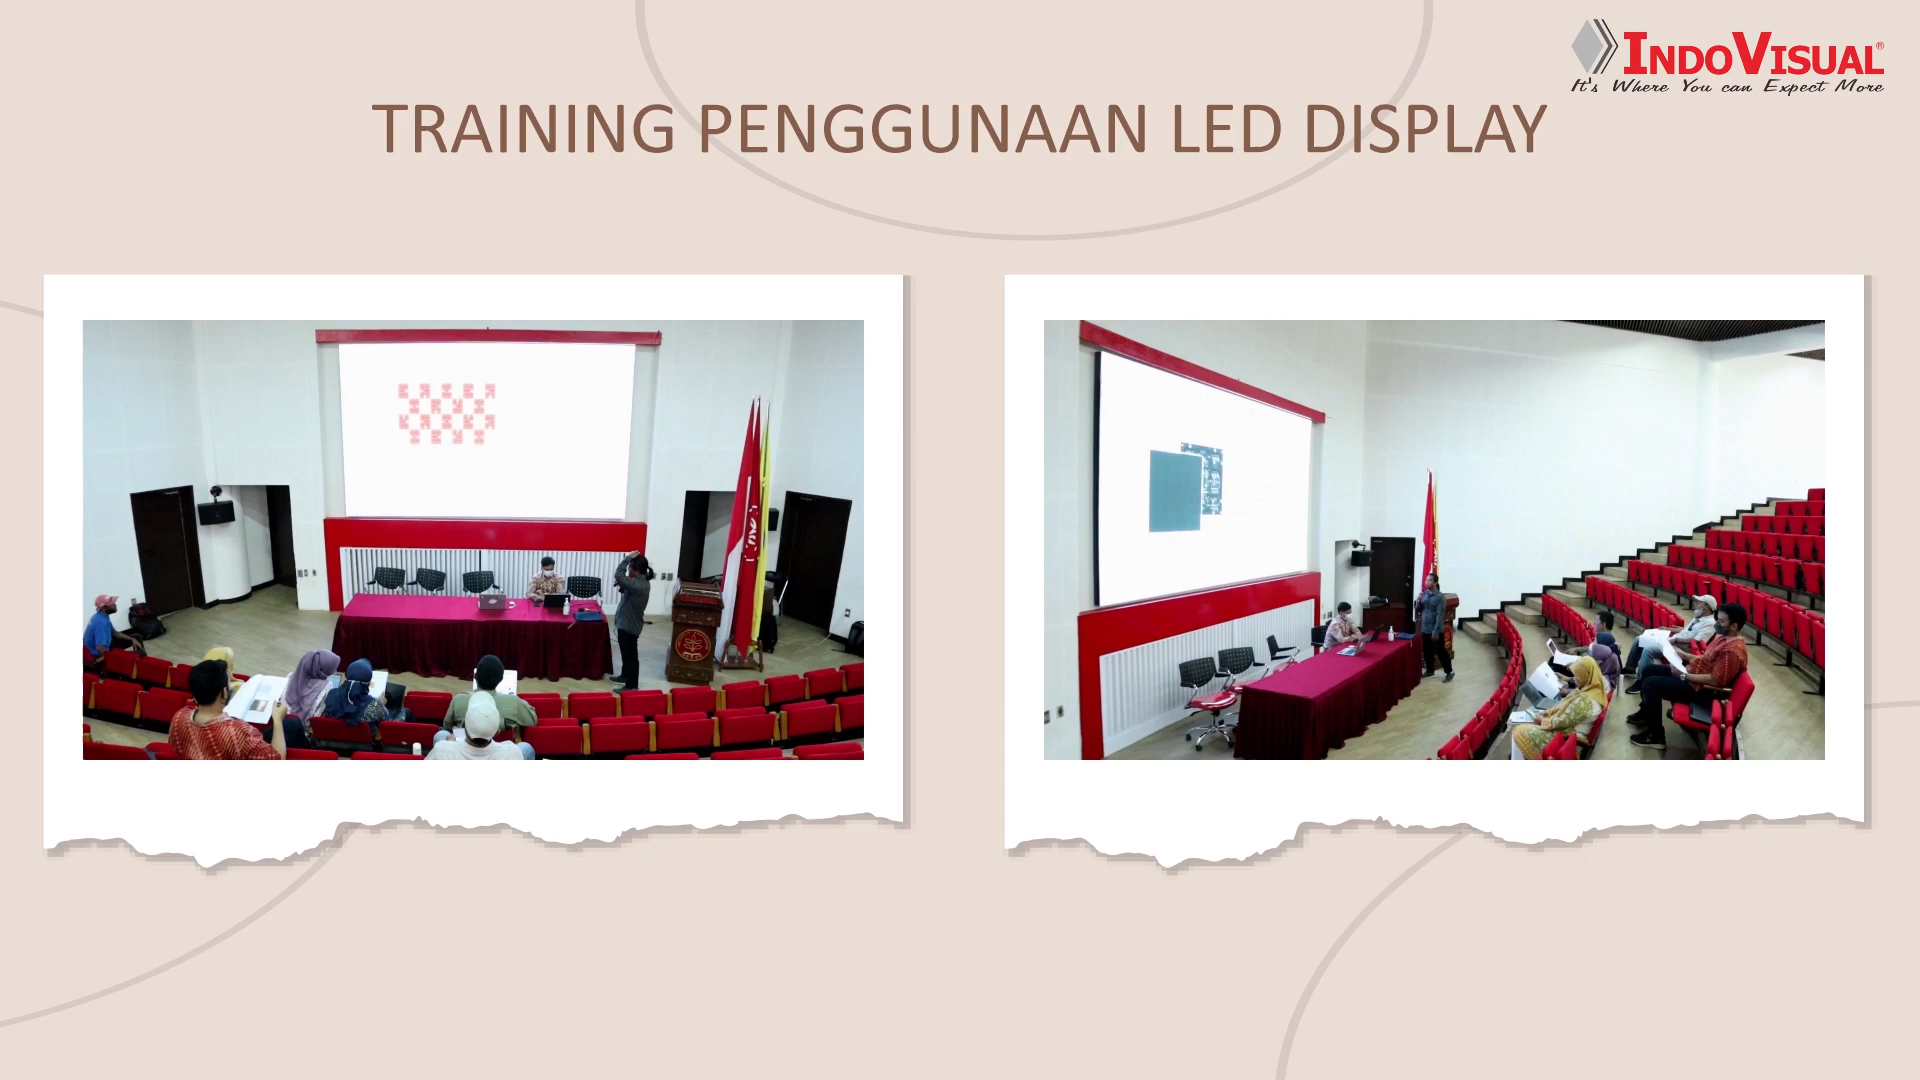 INDOVISUAL®
It's Where You can Expect More
TRAINING PENGGUNAAN LED DISPLAY